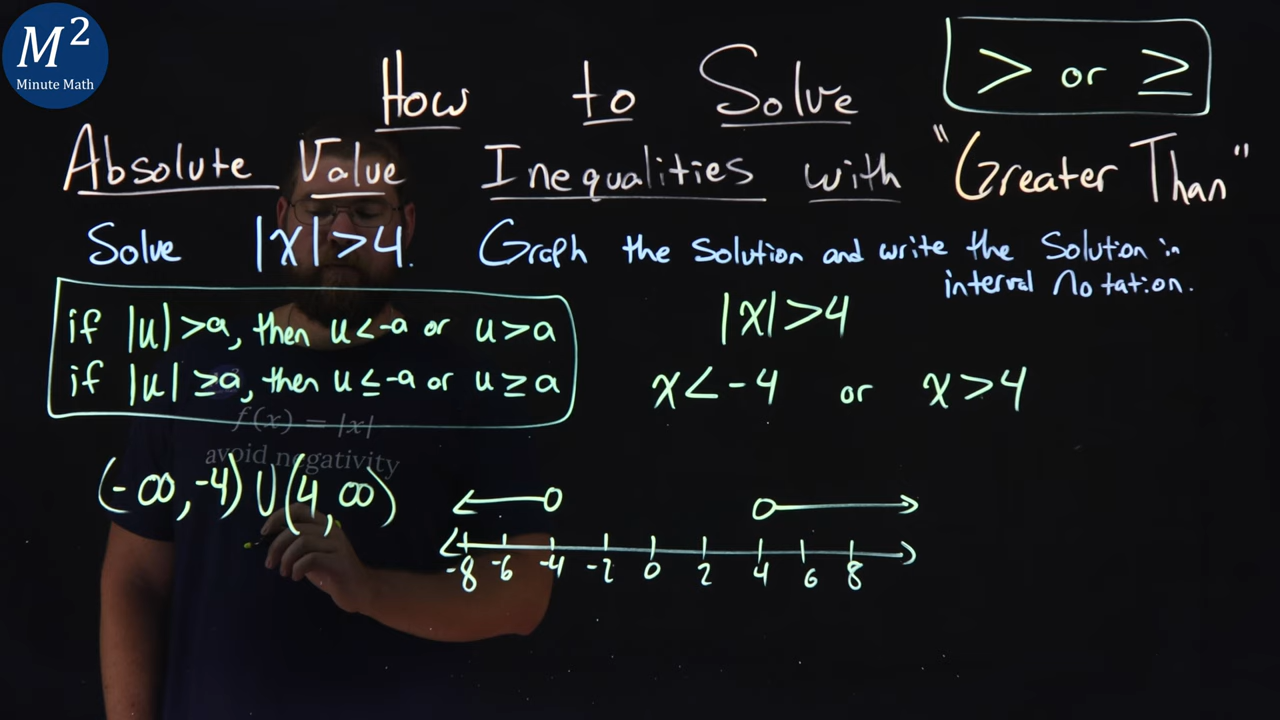 M²
Minute Math
> or ≥
How to Solve
Absolute Value Inequalities with "Greater Than"
Solve |x|>4. Graph the solution and write the solution in
interval notation.
if |u|>a, then u<-a or u>a
if |u|≥a, then u≤-a or u≥a
f(x) = |x|
avoid negativity
|x|>4
x<-4 or x>4
(-∞,-4)∪(4,∞)
-8 -6 -4 -2 0 2 4 6 8